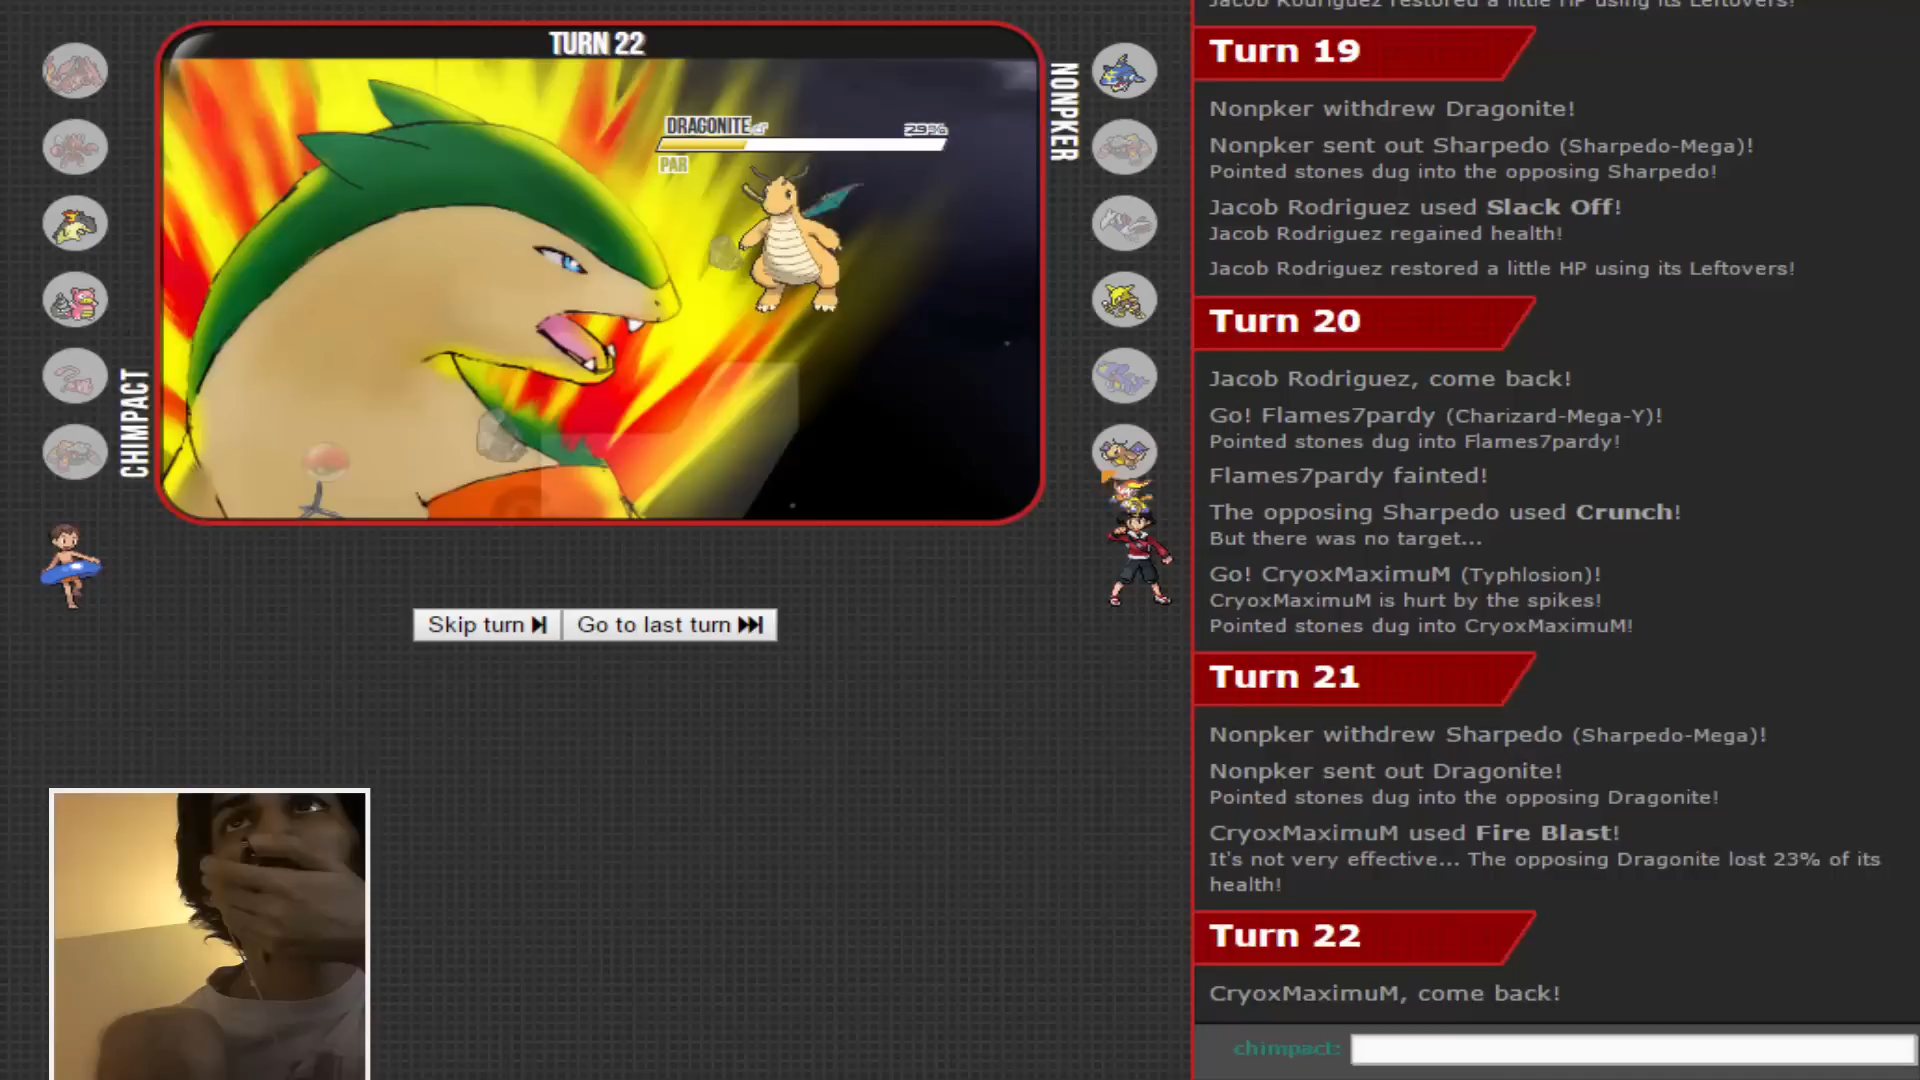 TURN 22
DRAGONITE
29%
PAR
CHIMPACT
NONPKER
Skip turn
Go to last turn
Turn 19
Nonpker withdrew Dragonite!
Nonpker sent out Sharpedo (Sharpedo-Mega)!
Pointed stones dug into the opposing Sharpedo!
Jacob Rodriguez used Slack Off!
Jacob Rodriguez regained health!
Jacob Rodriguez restored a little HP using its Leftovers!
Turn 20
Jacob Rodriguez, come back!
Go! Flames7pardy (Charizard-Mega-Y)!
Pointed stones dug into Flames7pardy!
Flames7pardy fainted!
The opposing Sharpedo used Crunch!
But there was no target...
Go! CryoxMaximuM (Typhlosion)!
CryoxMaximuM is hurt by the spikes!
Pointed stones dug into CryoxMaximuM!
Turn 21
Nonpker withdrew Sharpedo (Sharpedo-Mega)!
Nonpker sent out Dragonite!
Pointed stones dug into the opposing Dragonite!
CryoxMaximuM used Fire Blast!
It's not very effective... The opposing Dragonite lost 23% of its
health!
Turn 22
CryoxMaximuM, come back!
chimpact: